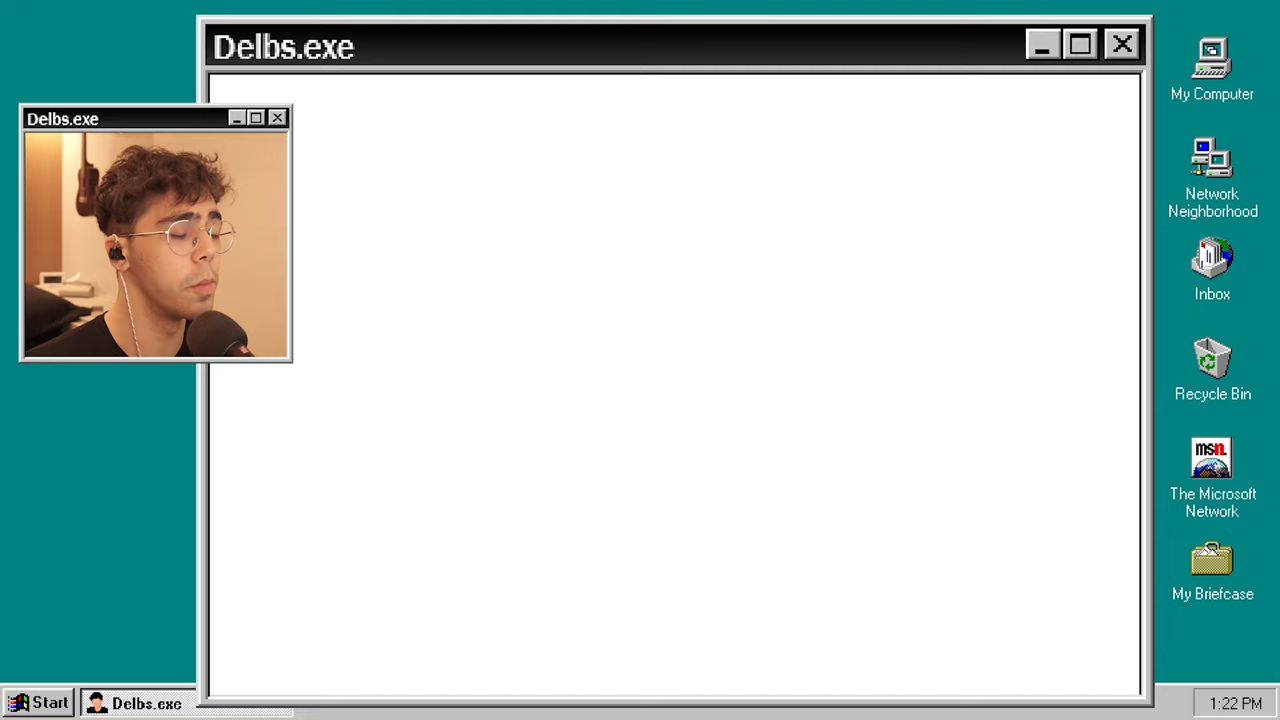 Delbs.exe
Delbs.exe
My Computer
Network
Neighborhood
Inbox
Recycle Bin
msn
The Microsoft
Network
My Briefcase
Start
Delbs.exe
1:22 PM